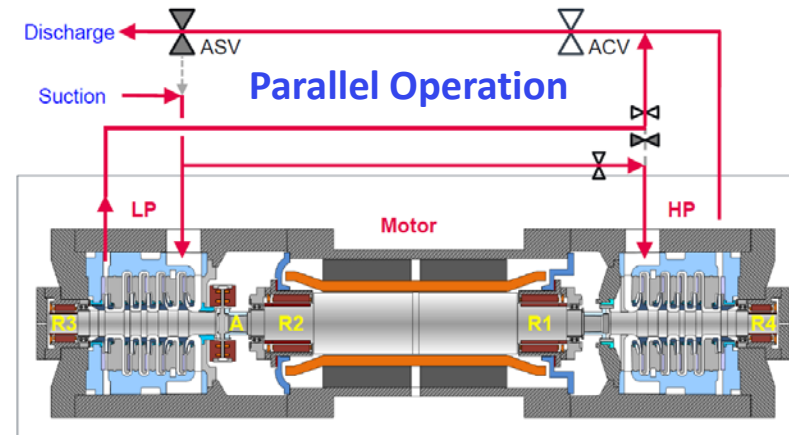 Discharge
ASV
ACV
Suction
Parallel Operation
LP
Motor
HP
R3
A
R2
R1
R4